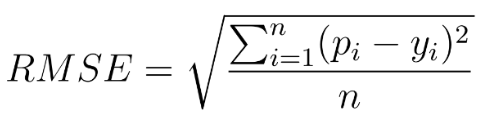 RMSE = \sqrt{\frac{\sum_{i=1}^{n}(p_i - y_i)^2}{n}}